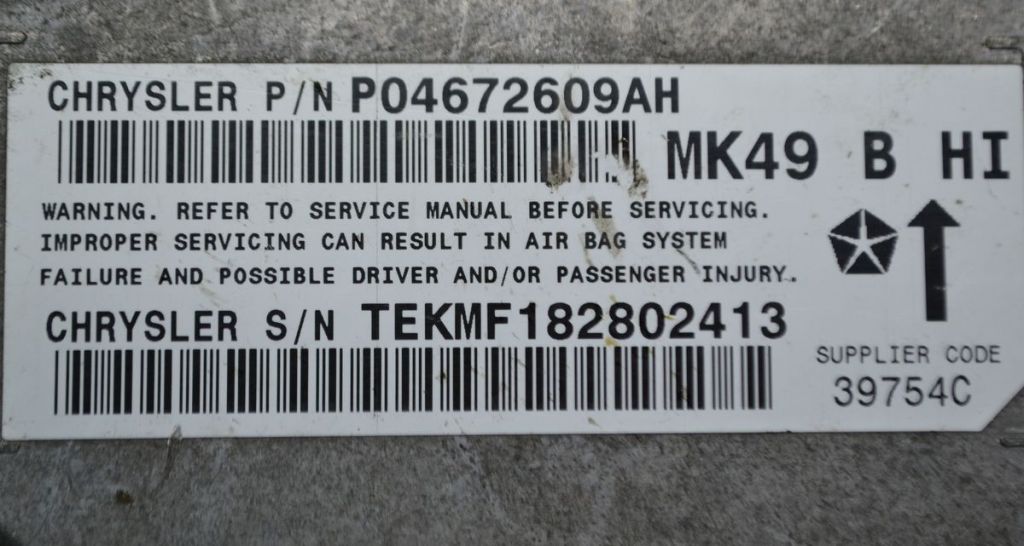 CHRYSLER P/N P04672609AH
MK49 B HI
WARNING. REFER TO SERVICE MANUAL BEFORE SERVICING.
IMPROPER SERVICING CAN RESULT IN AIR BAG SYSTEM
FAILURE AND POSSIBLE DRIVER AND/OR PASSENGER INJURY.
CHRYSLER S/N TEKMF182802413
SUPPLIER CODE
39754C